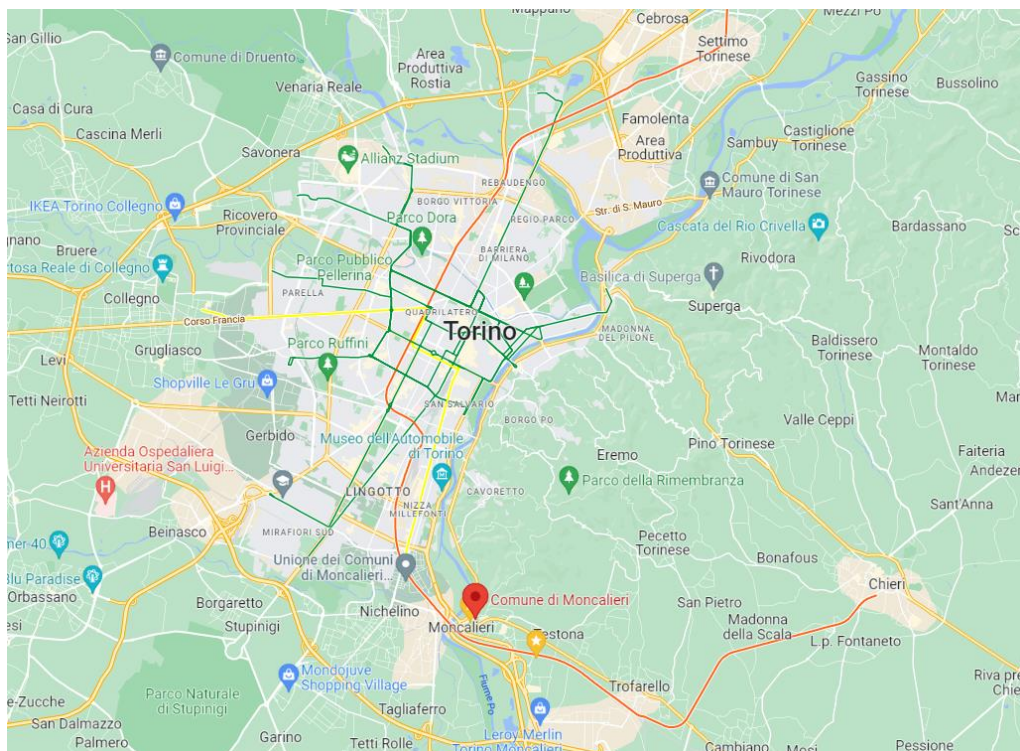 Mappano
Cebrosa
Mezzi Po
San Gillio
Comune di Druento
Area
Produttiva
Rostia
Settimo
Torinese
Venaria Reale
Gassino
Torinese
Bussolino
Casa di Cura
Famolenta
Cascina Merli
Area
Produttiva
Castiglione
Torinese
Sambuy
Savonera
Allianz Stadium
REBAUDENGO
Comune di San
Mauro Torinese
IKEA Torino Collegno
BORGO VITTORIA
Str. di S. Mauro
Ricovero
Provinciale
Parco Dora
REGIO PARCO
Cascata del Rio Crivella
Bardassano
Bruere
BARRIERA
DI MILANO
Rivodora
tosa Reale di Collegno
Parco Pubblico
Pellerina
Basilica di Superga
Collegno
PARELLA
Superga
Corso Francia
QUADRILATERO
Torino
MADONNA
DEL PILONE
Grugliasco
Parco Ruffini
Baldissero
Torinese
Levi
Montaldo
Torinese
Shopville Le Gru
Tetti Neirotti
SAN SALVARIO
BORGO PO
Valle Ceppi
Gerbido
Museo dell'Automobile
di Torino
Pino Torinese
Azienda Ospedaliera
Universitaria San Luigi...
Eremo
Faiteria
Parco della Rimembranza
Andezen
LINGOTTO
CAVORETTO
NIZZA
MILLEFONTI
Sant'Anna
Beinasco
MIRAFIORI SUD
Pecetto
Torinese
mer-40
Unione dei Comuni
di Moncalieri...
Bonafous
Blu Paradise
Orbassano
Chieri
Borgaretto
Nichelino
Comune di Moncalieri
San Pietro
Stupinigi
Moncalieri
Testona
Madonna
della Scala
L.p. Fontaneto
Mondojuve
Shopping Village
Riva pre
Chie
Parco Naturale
di Stupinigi
Fiume Po
Trofarello
e-Zucche
Tagliaferro
San Dalmazzo
Leroy Merlin
Torino Moncalieri
Palmero
Garino
Tetti Rolle
Cambiano
Pessione